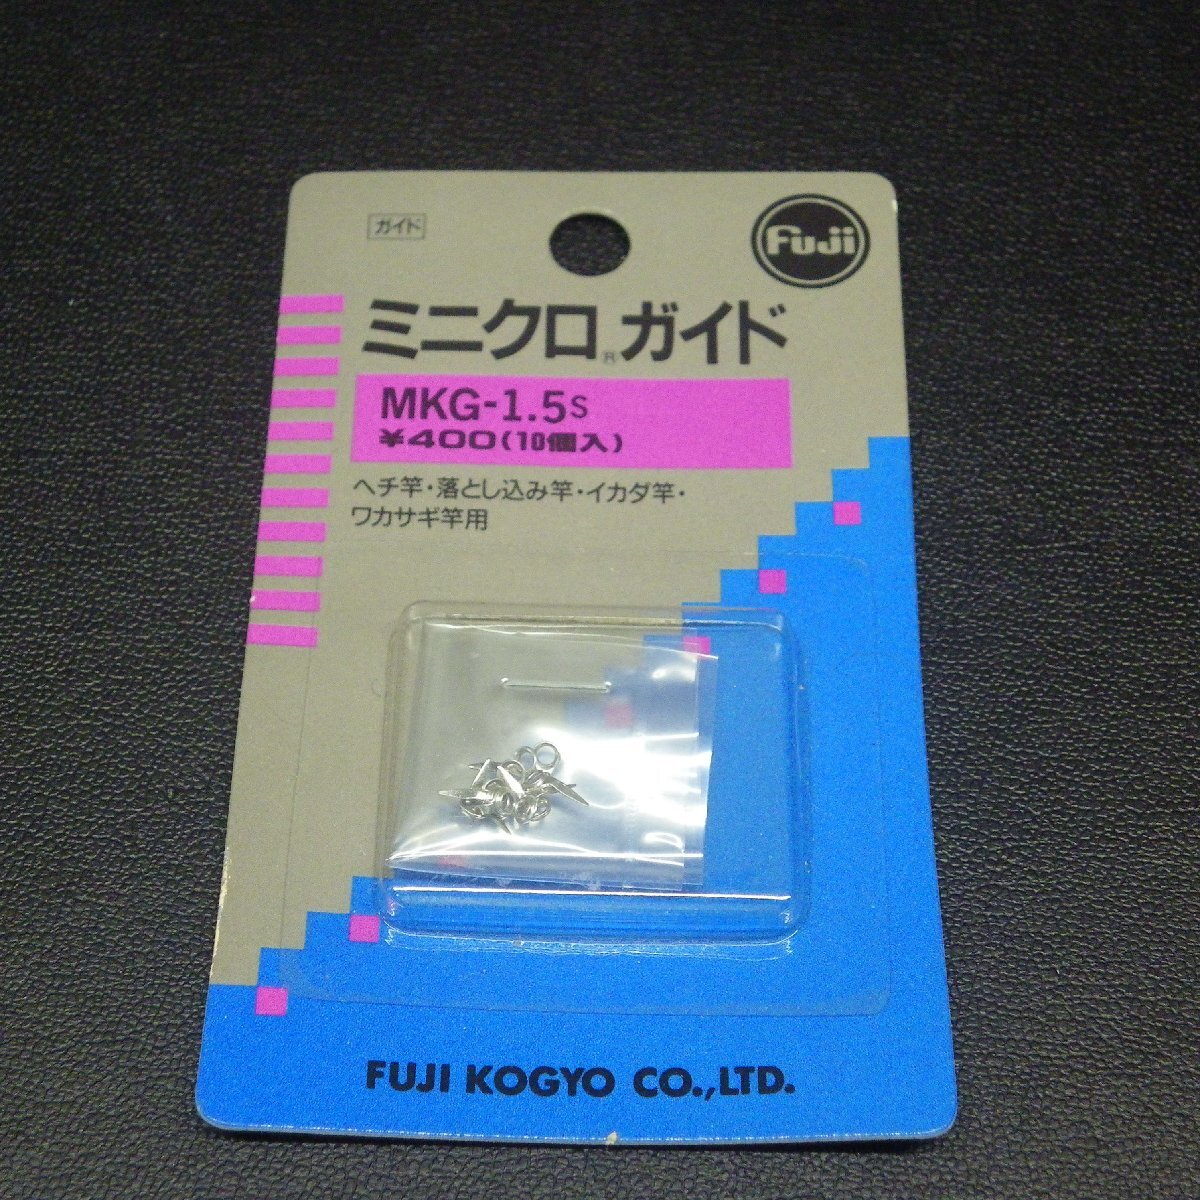 ガイド
Fuji
ミニクロ®ガイド
MKG-1.5S
¥400(10個入)
ヘチ竿・落とし込み竿・イカダ竿・
ワカサギ竿用
FUJI KOGYO CO.,LTD.